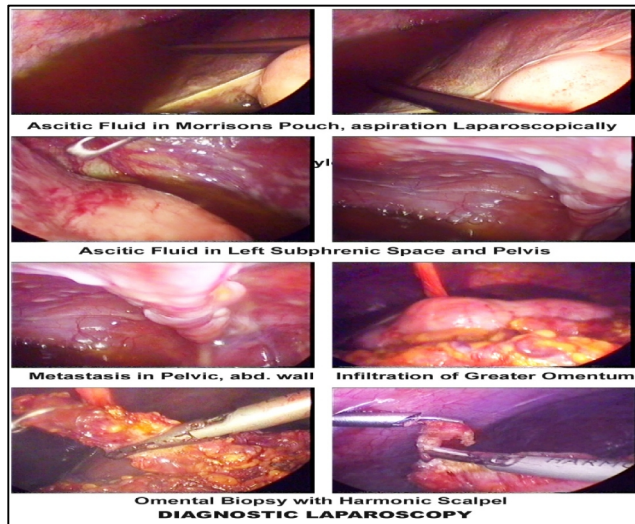 Ascitic Fluid in Morrisons Pouch, aspiration Laparoscopically
Ascitic Fluid in Left Subphrenic Space and Pelvis
Metastasis in Pelvic, abd. wall
Infiltration of Greater Omentum
Omental Biopsy with Harmonic Scalpel
DIAGNOSTIC LAPAROSCOPY